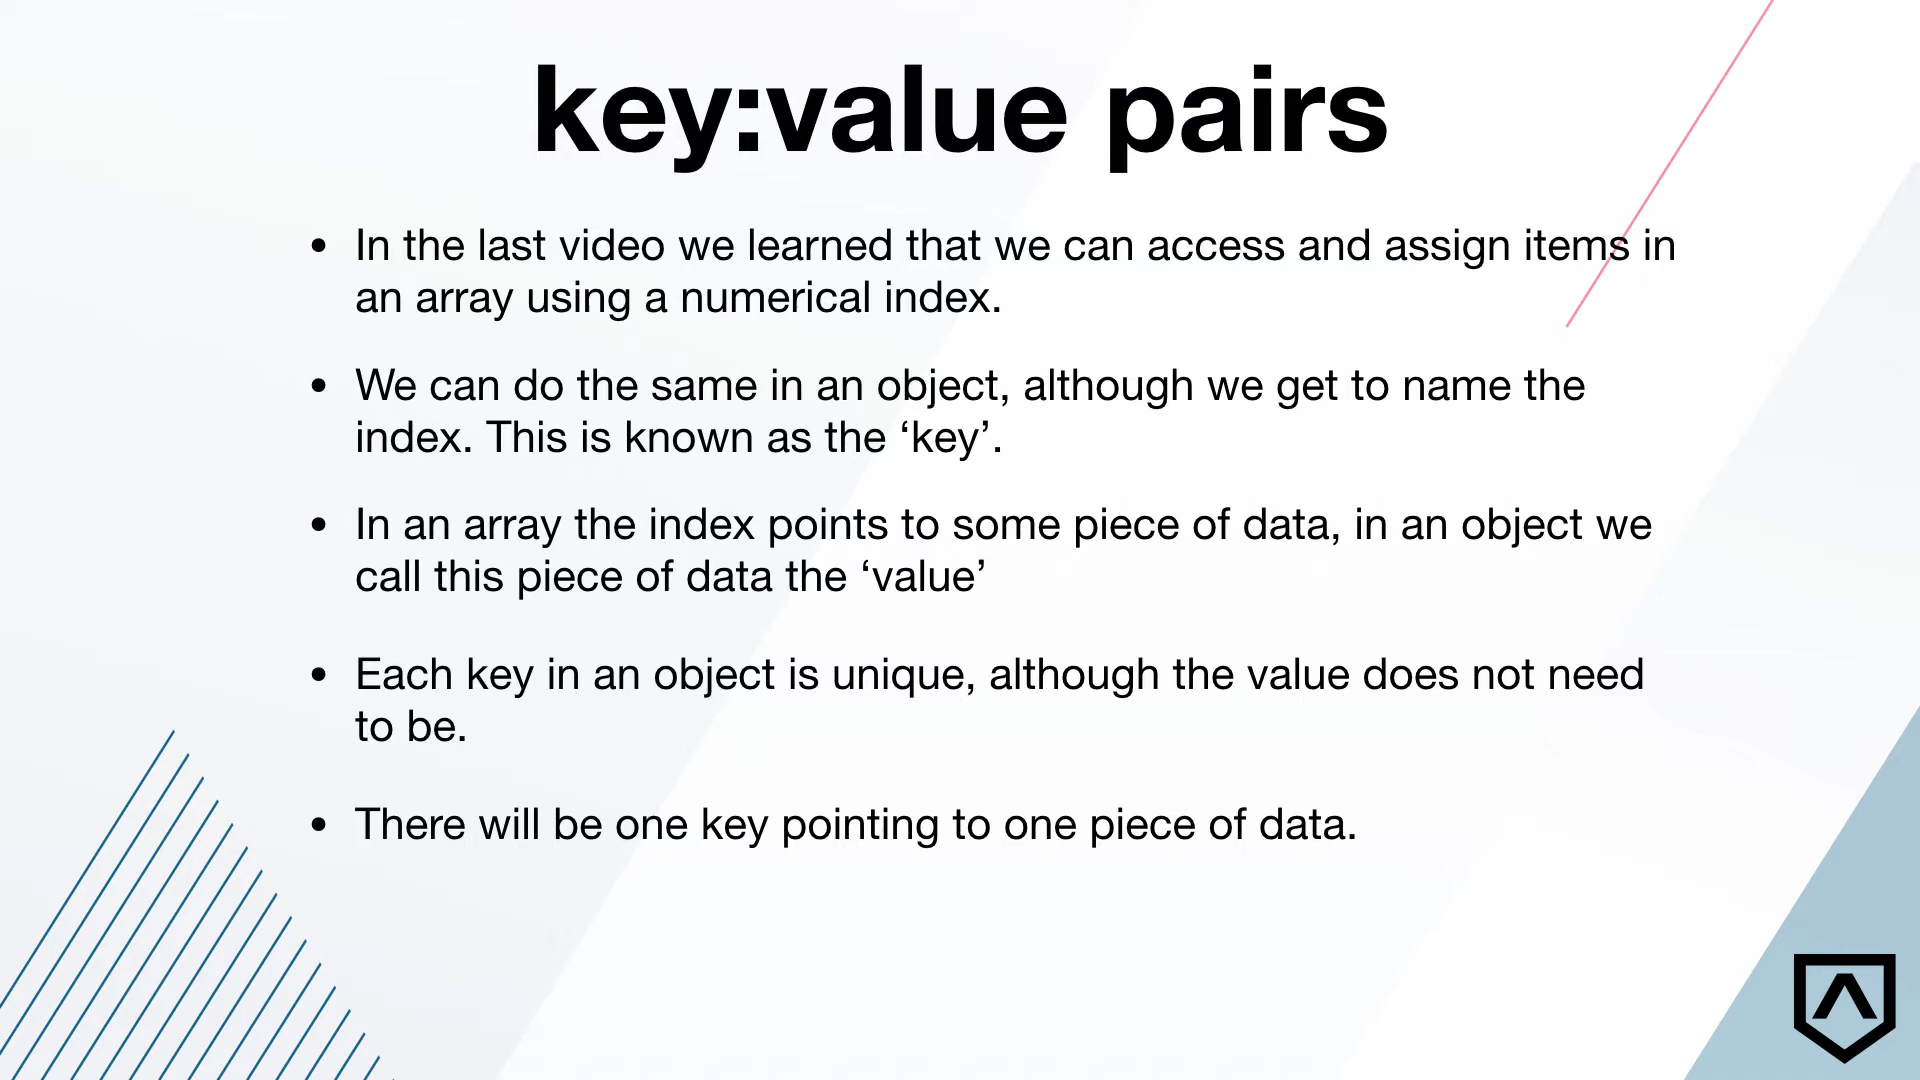 key:value pairs
• In the last video we learned that we can access and assign items in
an array using a numerical index.
• We can do the same in an object, although we get to name the
index. This is known as the ‘key’.
• In an array the index points to some piece of data, in an object we
call this piece of data the ‘value’
• Each key in an object is unique, although the value does not need
to be.
• There will be one key pointing to one piece of data.